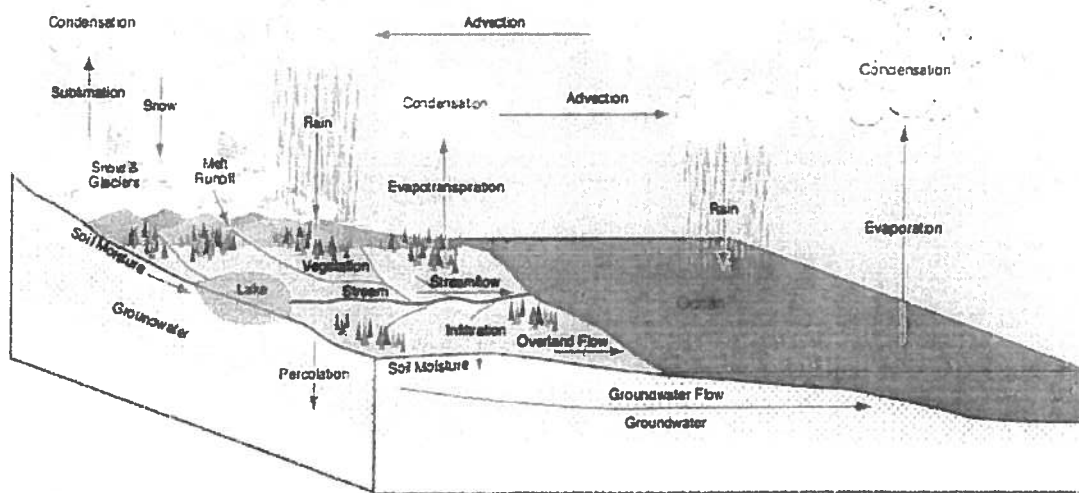 Condensation
Advection
Condensation
Sublimation
Snow
Condensation
Advection
Rain
Snow &
Glaciers
Melt
Runoff
Evapotranspiration
Rain
Evaporation
Soil Moisture
Vegetation
Streamflow
Lake
Stream
Ocean
Groundwater
Infiltration
Overland Flow
Percolation
Soil Moisture
Groundwater Flow
Groundwater